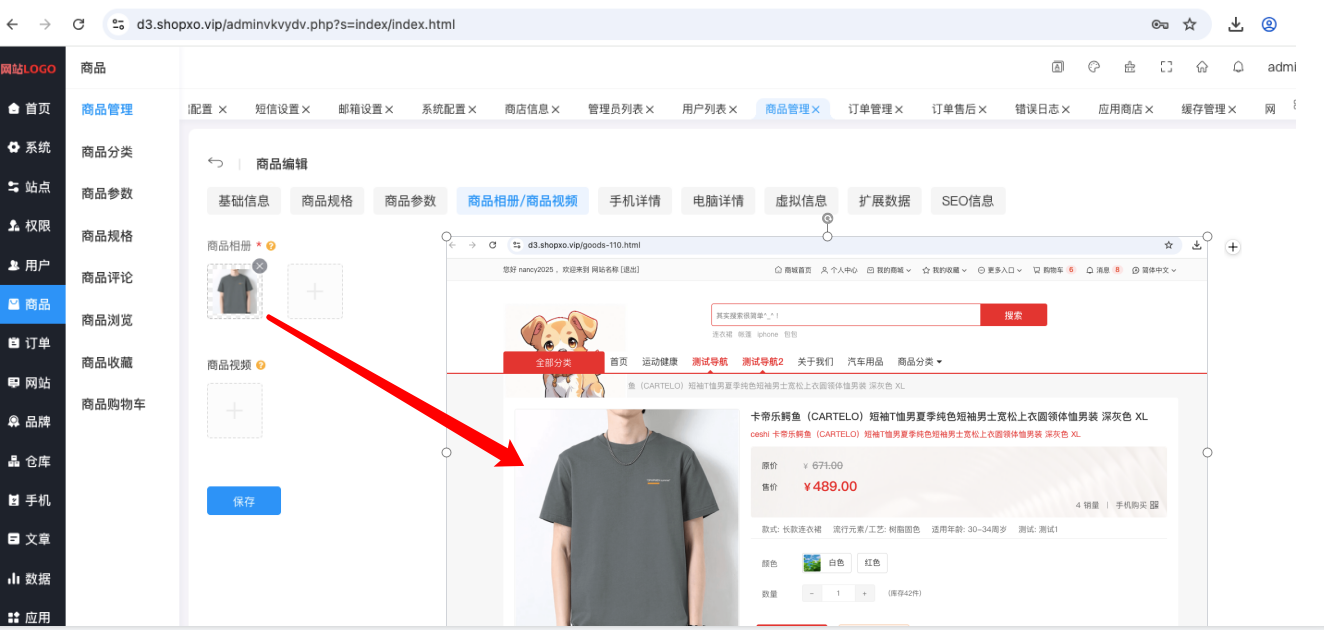 d3.shopxo.vip/adminvkvydv.php?s=index/index.html
网站LOGO
商品
admi
首页
系统
站点
权限
用户
商品
订单
网站
品牌
仓库
手机
文章
数据
应用
商品管理
商品分类
商品参数
商品规格
商品评论
商品浏览
商品收藏
商品购物车
配置 × 短信设置 × 邮箱设置 × 系统配置 × 商店信息 × 管理员列表 × 用户列表 × 商品管理 × 订单管理 × 订单售后 × 错误日志 × 应用商店 × 缓存管理 × 网
商品编辑
基础信息 商品规格 商品参数 商品相册/商品视频 手机详情 电脑详情 虚拟信息 扩展数据 SEO信息
商品相册 *
商品视频
保存
d3.shopxo.vip/goods-110.html
您好 nancy2025 ，欢迎来到 网站名称 [退出]
商城首页 个人中心 我的商城 我的收藏 更多入口 购物车 6 消息 8 简体中文
其实搜索很简单^_^ !
搜索
连衣裙 帐篷 iphone 包包
全部分类 首页 运动健康 测试导航 测试导航2 关于我们 汽车用品 商品分类
鱼（CARTELO）短袖T恤男夏季纯色短袖男士宽松上衣圆领体恤男装 深灰色 XL
卡帝乐鳄鱼（CARTELO）短袖T恤男夏季纯色短袖男士宽松上衣圆领体恤男装 深灰色 XL
ceshi 卡帝乐鳄鱼（CARTELO）短袖T恤男夏季纯色短袖男士宽松上衣圆领体恤男装 深灰色 XL
原价 ￥ 671.00
售价 ￥489.00
4 销量 | 手机购买
款式: 长款连衣裙 流行元素/工艺: 树脂固色 适用年龄: 30-34周岁 测试: 测试1
颜色 白色 红色
数量 - 1 + (库存42件)